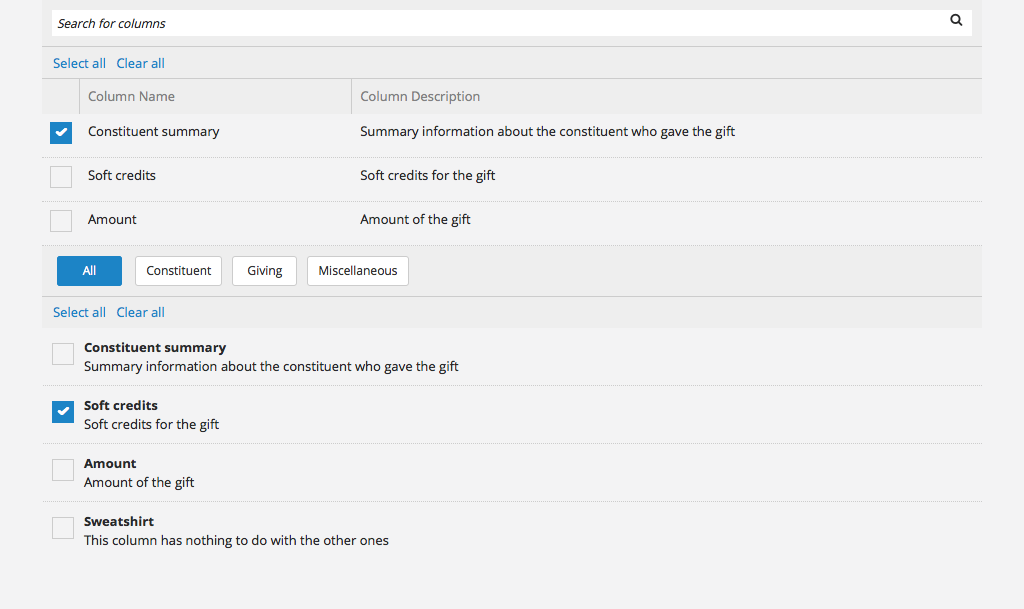 Search for columns
Select all Clear all
Column Name Column Description
Constituent summary Summary information about the constituent who gave the gift
Soft credits Soft credits for the gift
Amount Amount of the gift
All Constituent Giving Miscellaneous
Select all Clear all
Constituent summary
Summary information about the constituent who gave the gift
Soft credits
Soft credits for the gift
Amount
Amount of the gift
Sweatshirt
This column has nothing to do with the other ones